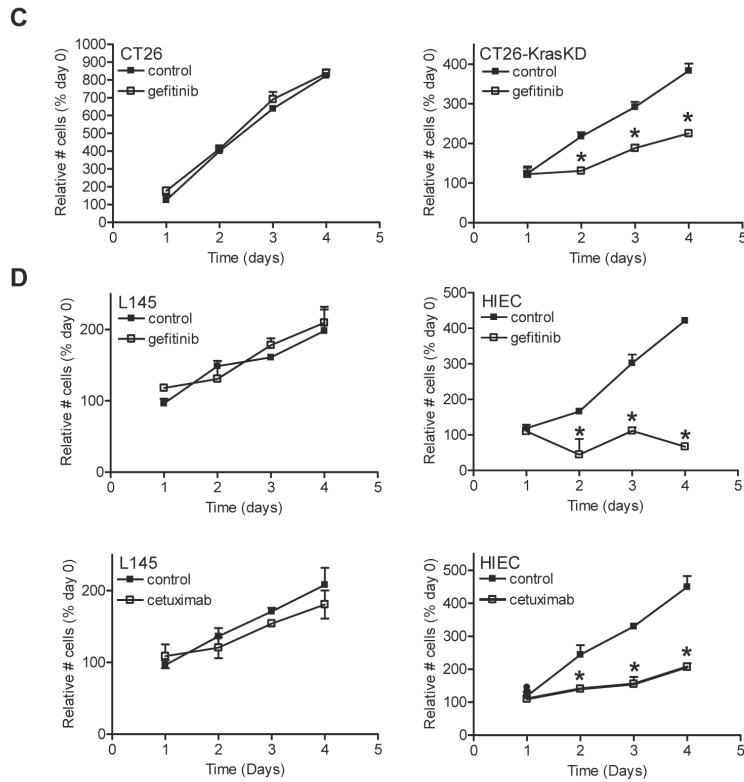 C
CT26
control
gefitinib
Relative # cells (% day 0)
1000
900
800
700
600
500
400
300
200
100
0
0 1 2 3 4 5
Time (days)
CT26-KrasKD
control
gefitinib
Relative # cells (% day 0)
400
300
200
100
0
* * *
0 1 2 3 4 5
Time (days)
D
L145
control
gefitinib
Relative # cells (% day 0)
200
100
0
0 1 2 3 4 5
Time (days)
HIEC
control
gefitinib
Relative # cells (% day 0)
500
400
300
200
100
0
* * *
0 1 2 3 4 5
Time (days)
L145
control
cetuximab
Relative # cells (% day 0)
200
100
0
0 1 2 3 4 5
Time (Days)
HIEC
control
cetuximab
Relative # cells (% day 0)
500
400
300
200
100
0
* * *
0 1 2 3 4 5
Time (Days)